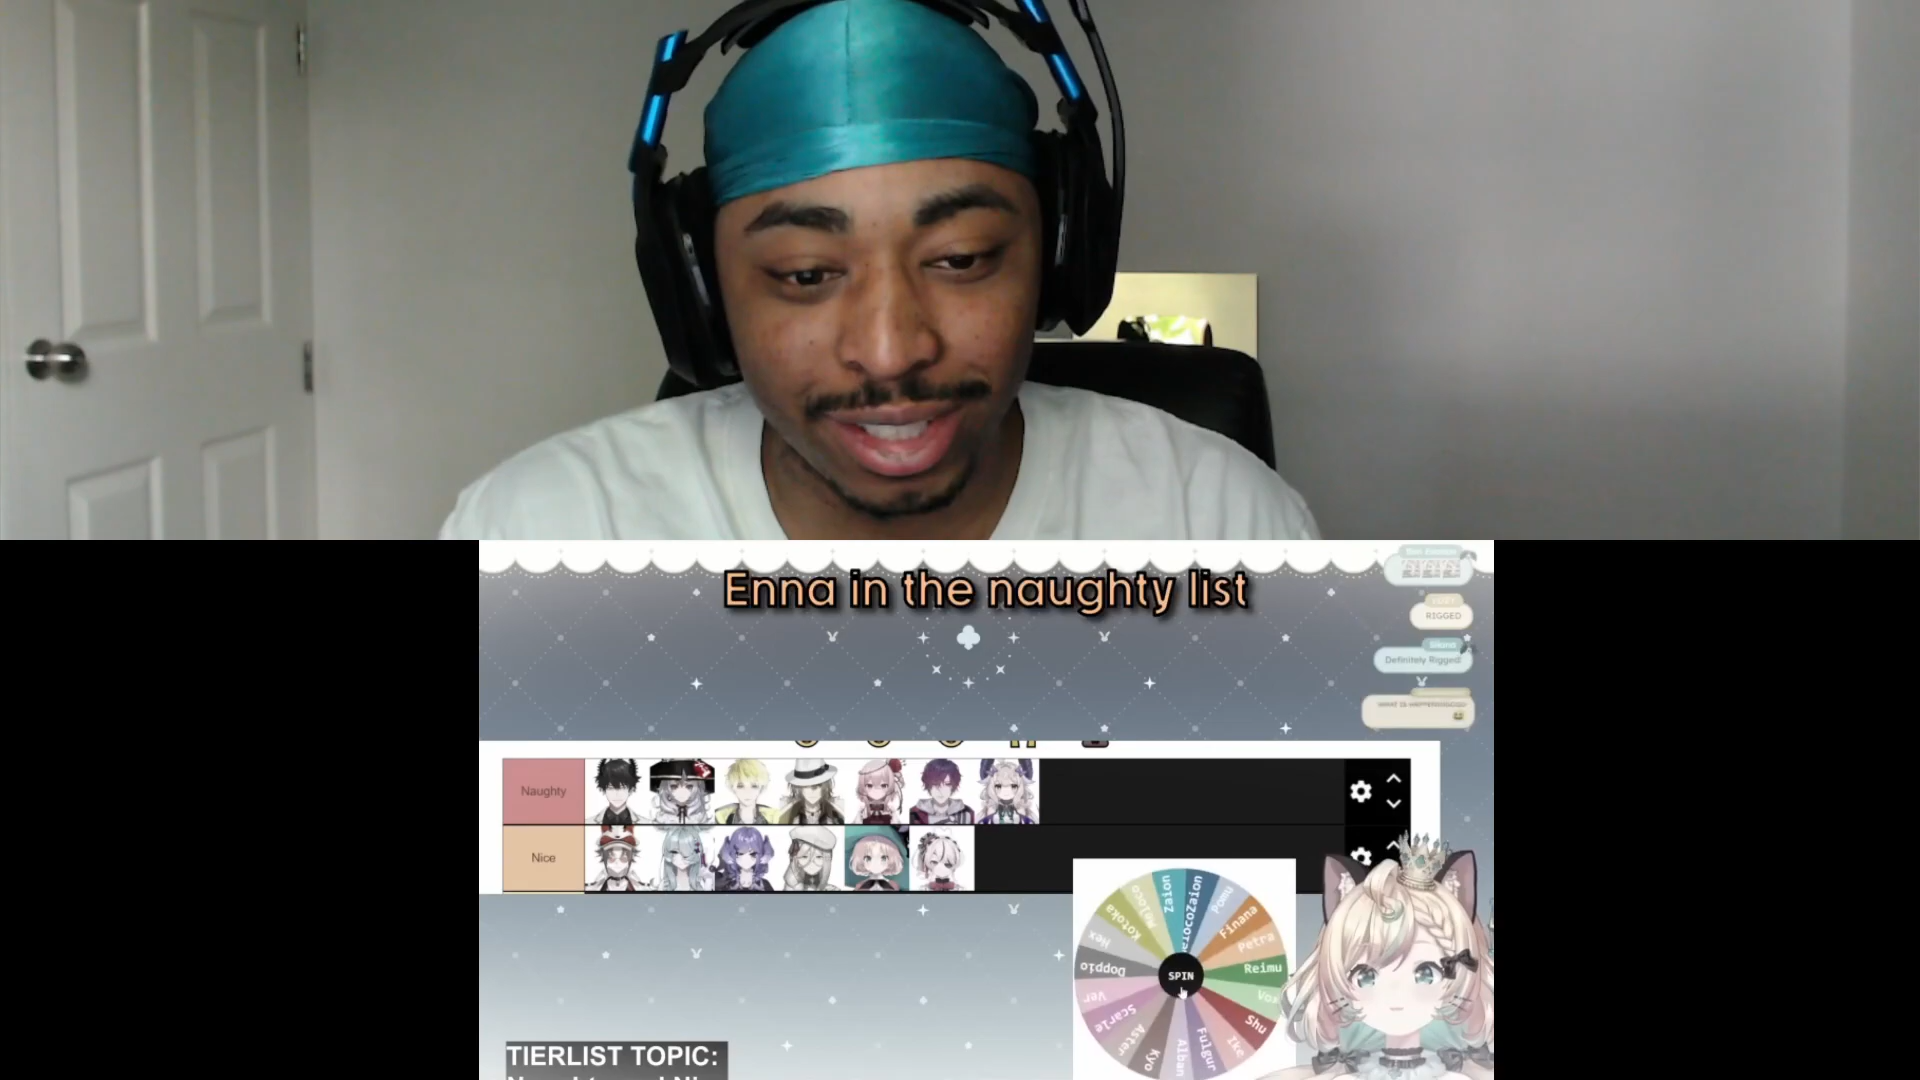 Enna in the naughty list
RIGGED
Definitely Rigged!
Naughty
Nice
Zaion
Pomu
Finana
Petra
Reimu
Vox
Shu
Ike
Fulgur
Alban
Kyo
Aster
Scarle
Ver
Doppio
Hex
Kotoka
Meloco
SPIN
TIERLIST TOPIC: